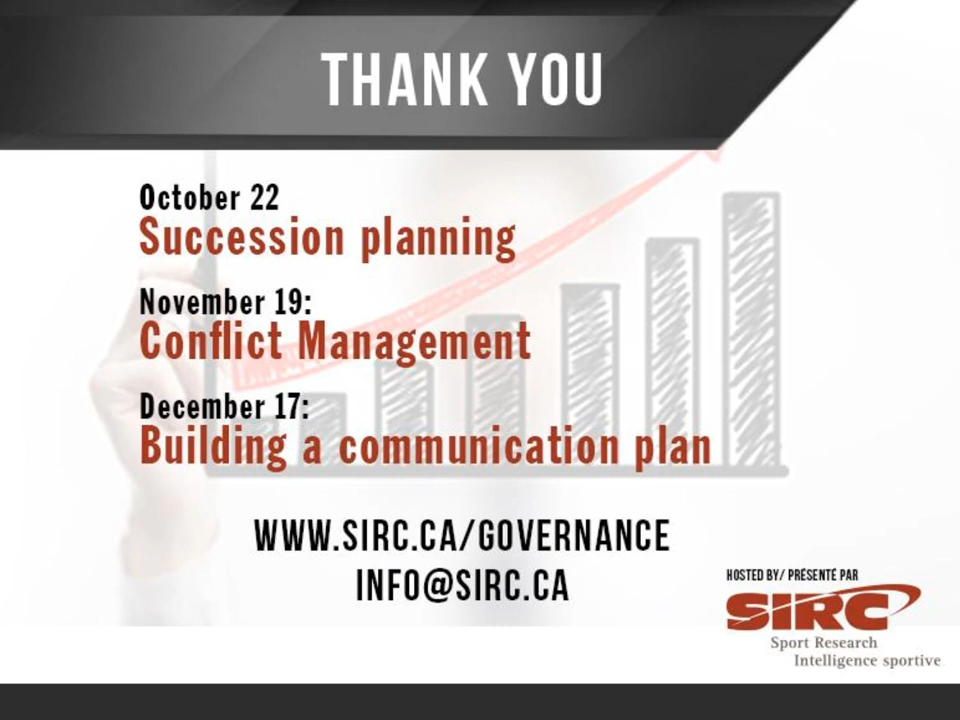 THANK YOU
October 22
Succession planning
November 19:
Conflict Management
December 17:
Building a communication plan
WWW.SIRC.CA/GOVERNANCE
INFO@SIRC.CA
HOSTED BY/ PRÉSENTÉ PAR
SIRC
Sport Research
Intelligence sportive